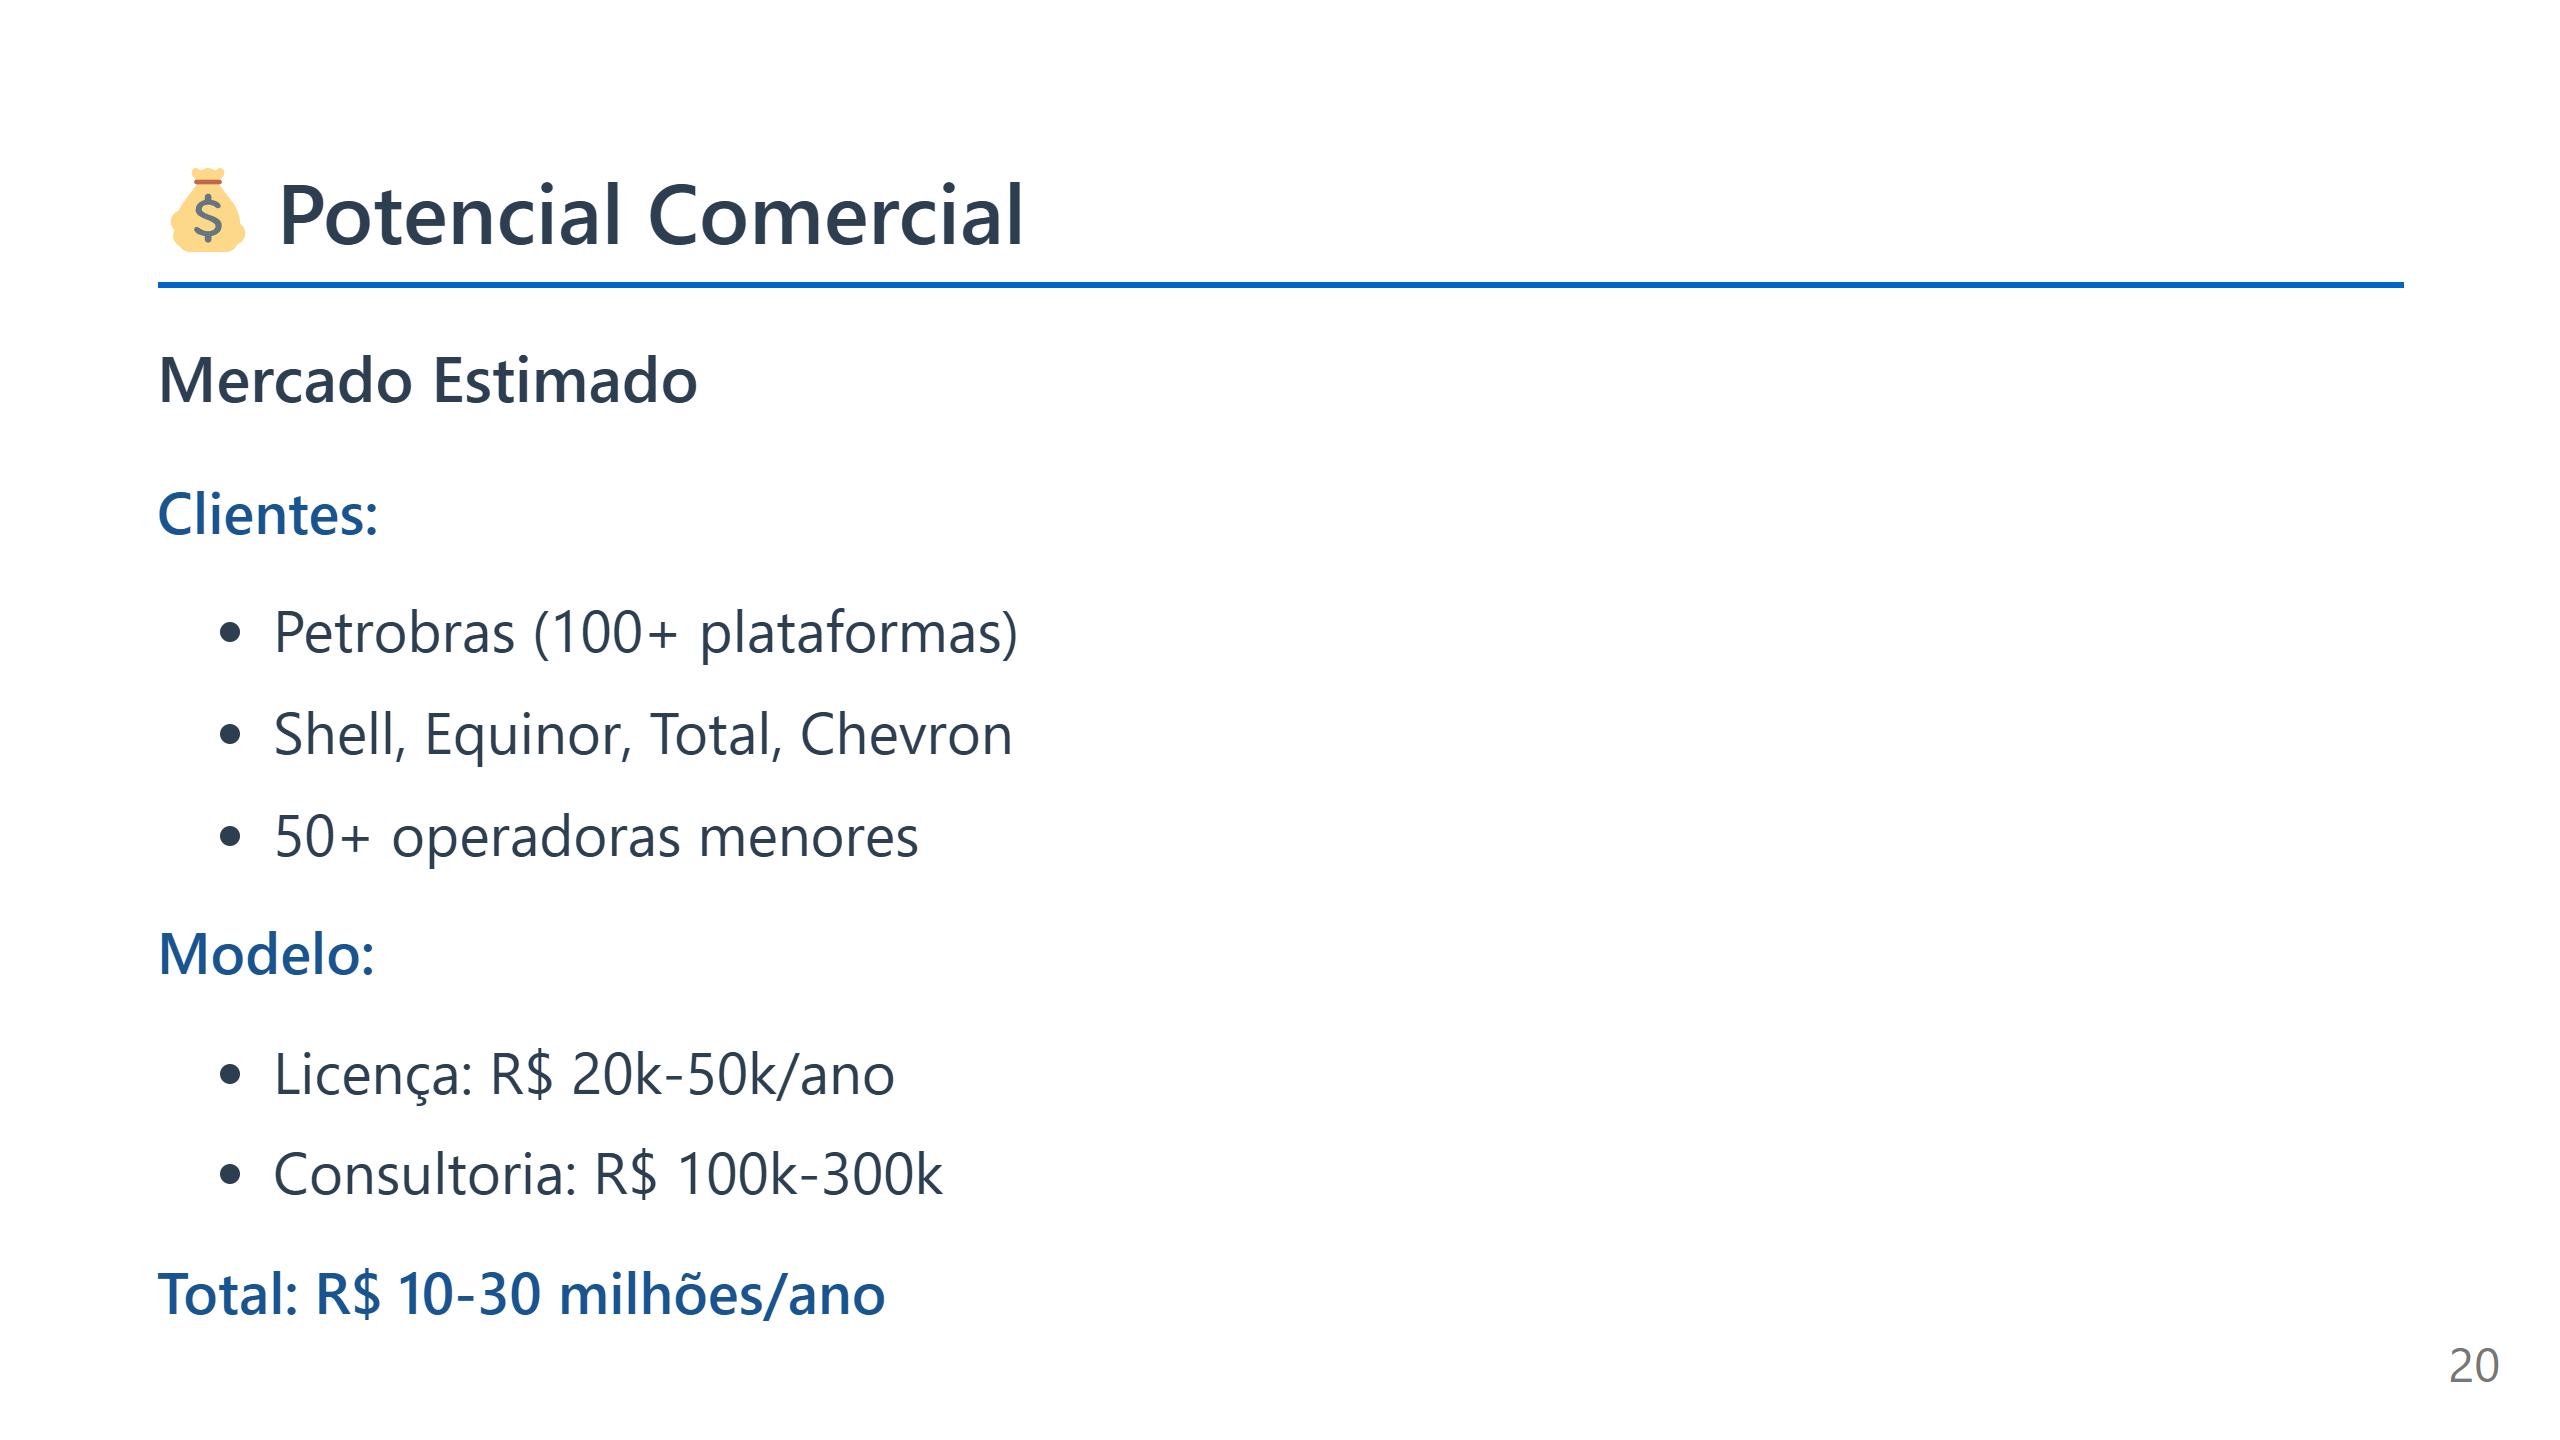 Potencial Comercial
Mercado Estimado
Clientes:
• Petrobras (100+ plataformas)
• Shell, Equinor, Total, Chevron
• 50+ operadoras menores
Modelo:
• Licença: R$ 20k-50k/ano
• Consultoria: R$ 100k-300k
Total: R$ 10-30 milhões/ano
20